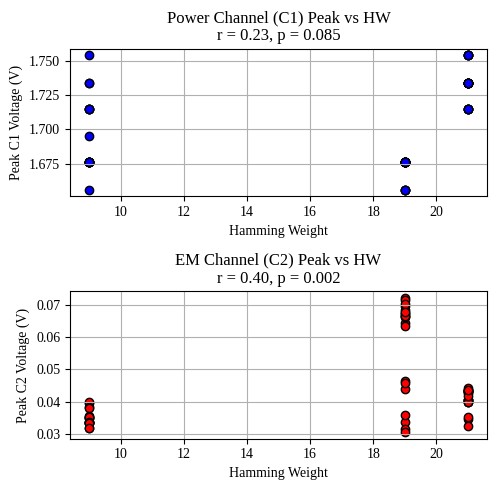 Power Channel (C1) Peak vs HW
r = 0.23, p = 0.085
1.750
1.725
1.700
1.675
Peak C1 Voltage (V)
10 12 14 16 18 20
Hamming Weight
EM Channel (C2) Peak vs HW
r = 0.40, p = 0.002
0.07
0.06
0.05
0.04
0.03
Peak C2 Voltage (V)
10 12 14 16 18 20
Hamming Weight